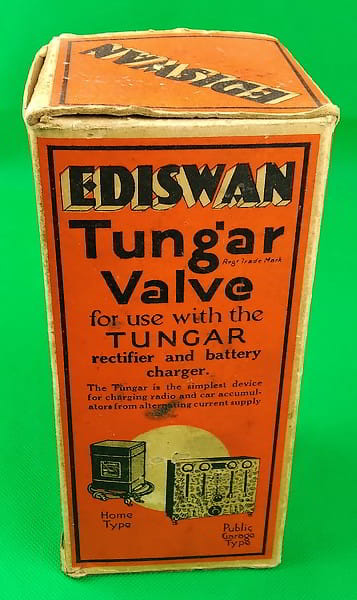 EDISWAN
EDISWAN
Tungar
Regᵈ Trade Mark
Valve
for use with the
TUNGAR
rectifier and battery
charger.
The Tungar is the simplest device
for charging radio and car accumul-
ators from alternating current supply
Home
Type
Public
Garage
Type